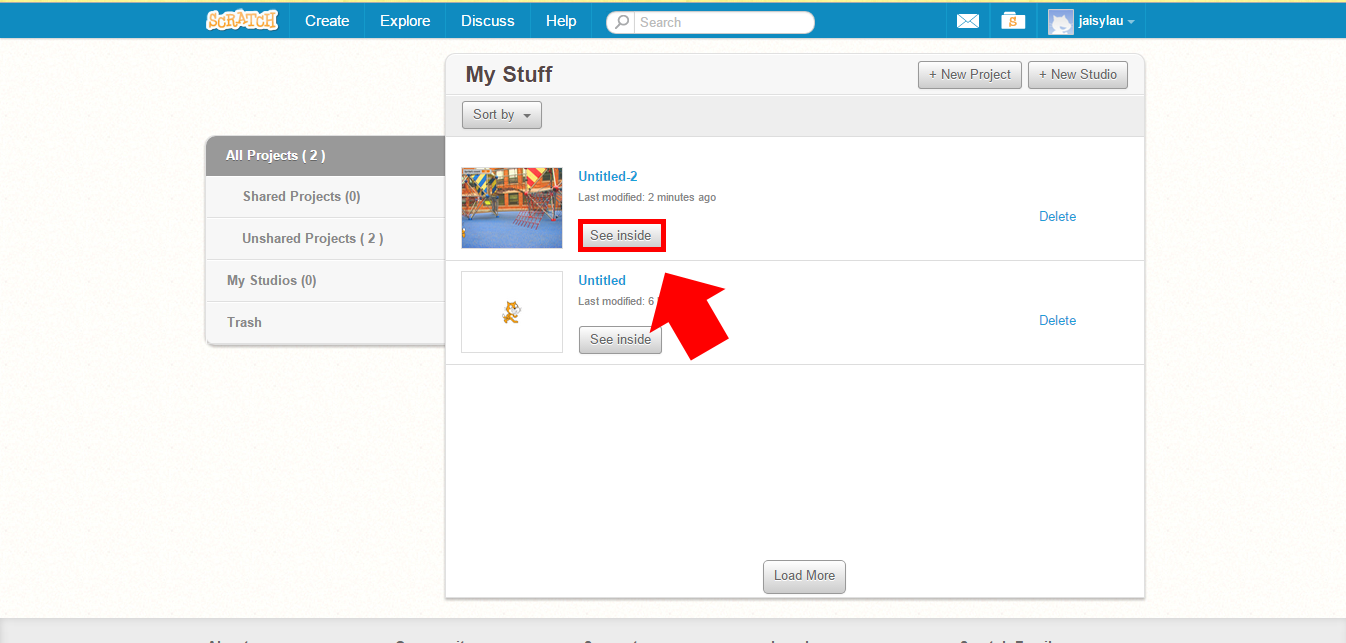 SCRATCH Create Explore Discuss Help Search S jaisylau
My Stuff + New Project + New Studio
Sort by
All Projects ( 2 )
Shared Projects (0)
Unshared Projects ( 2 )
My Studios (0)
Trash
Untitled-2
Last modified: 2 minutes ago
See inside
Delete
Untitled
Last modified: 6
See inside
Delete
Load More